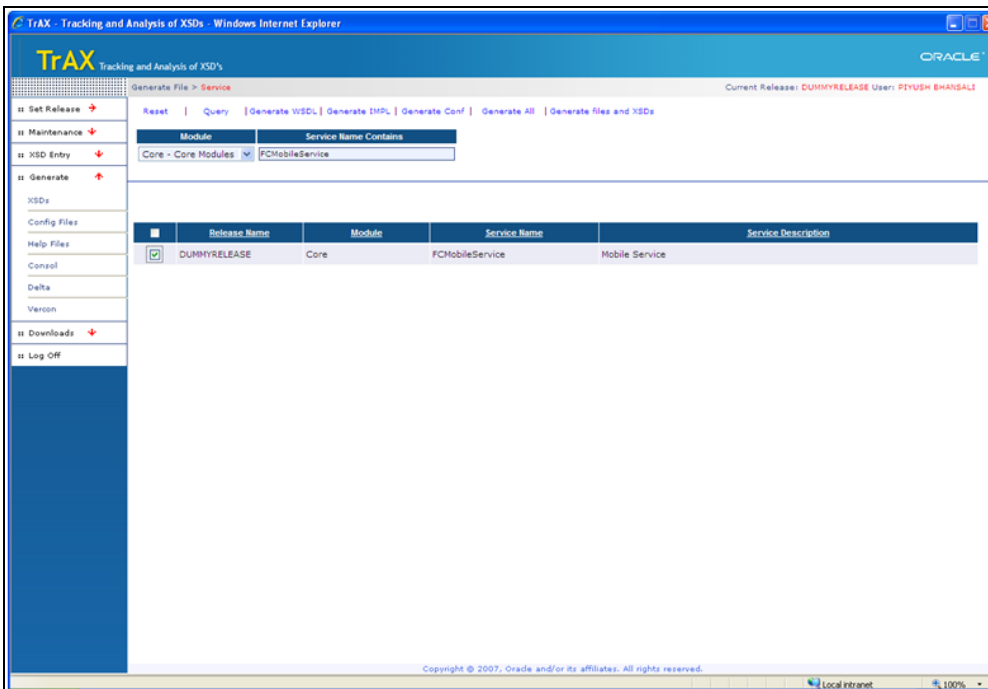 TrAX - Tracking and Analysis of XSDs - Windows Internet Explorer
TrAX Tracking and Analysis of XSD's
ORACLE
Generate File > Service
Current Release: DUMMYRELEASE User: PIYUSH BHANSALI
Set Release
Maintenance
XSD Entry
Generate
XSDs
Config Files
Help Files
Consol
Delta
Vercon
Downloads
Log Off
Reset | Query | Generate WSDL | Generate IMPL | Generate Conf | Generate All | Generate files and XSDs
Module Service Name Contains
Core - Core Modules FCMobileService
Release Name Module Service Name Service Description
DUMMYRELEASE Core FCMobileService Mobile Service
Copyright © 2007, Oracle and/or its affiliates. All rights reserved.
Local intranet 100%